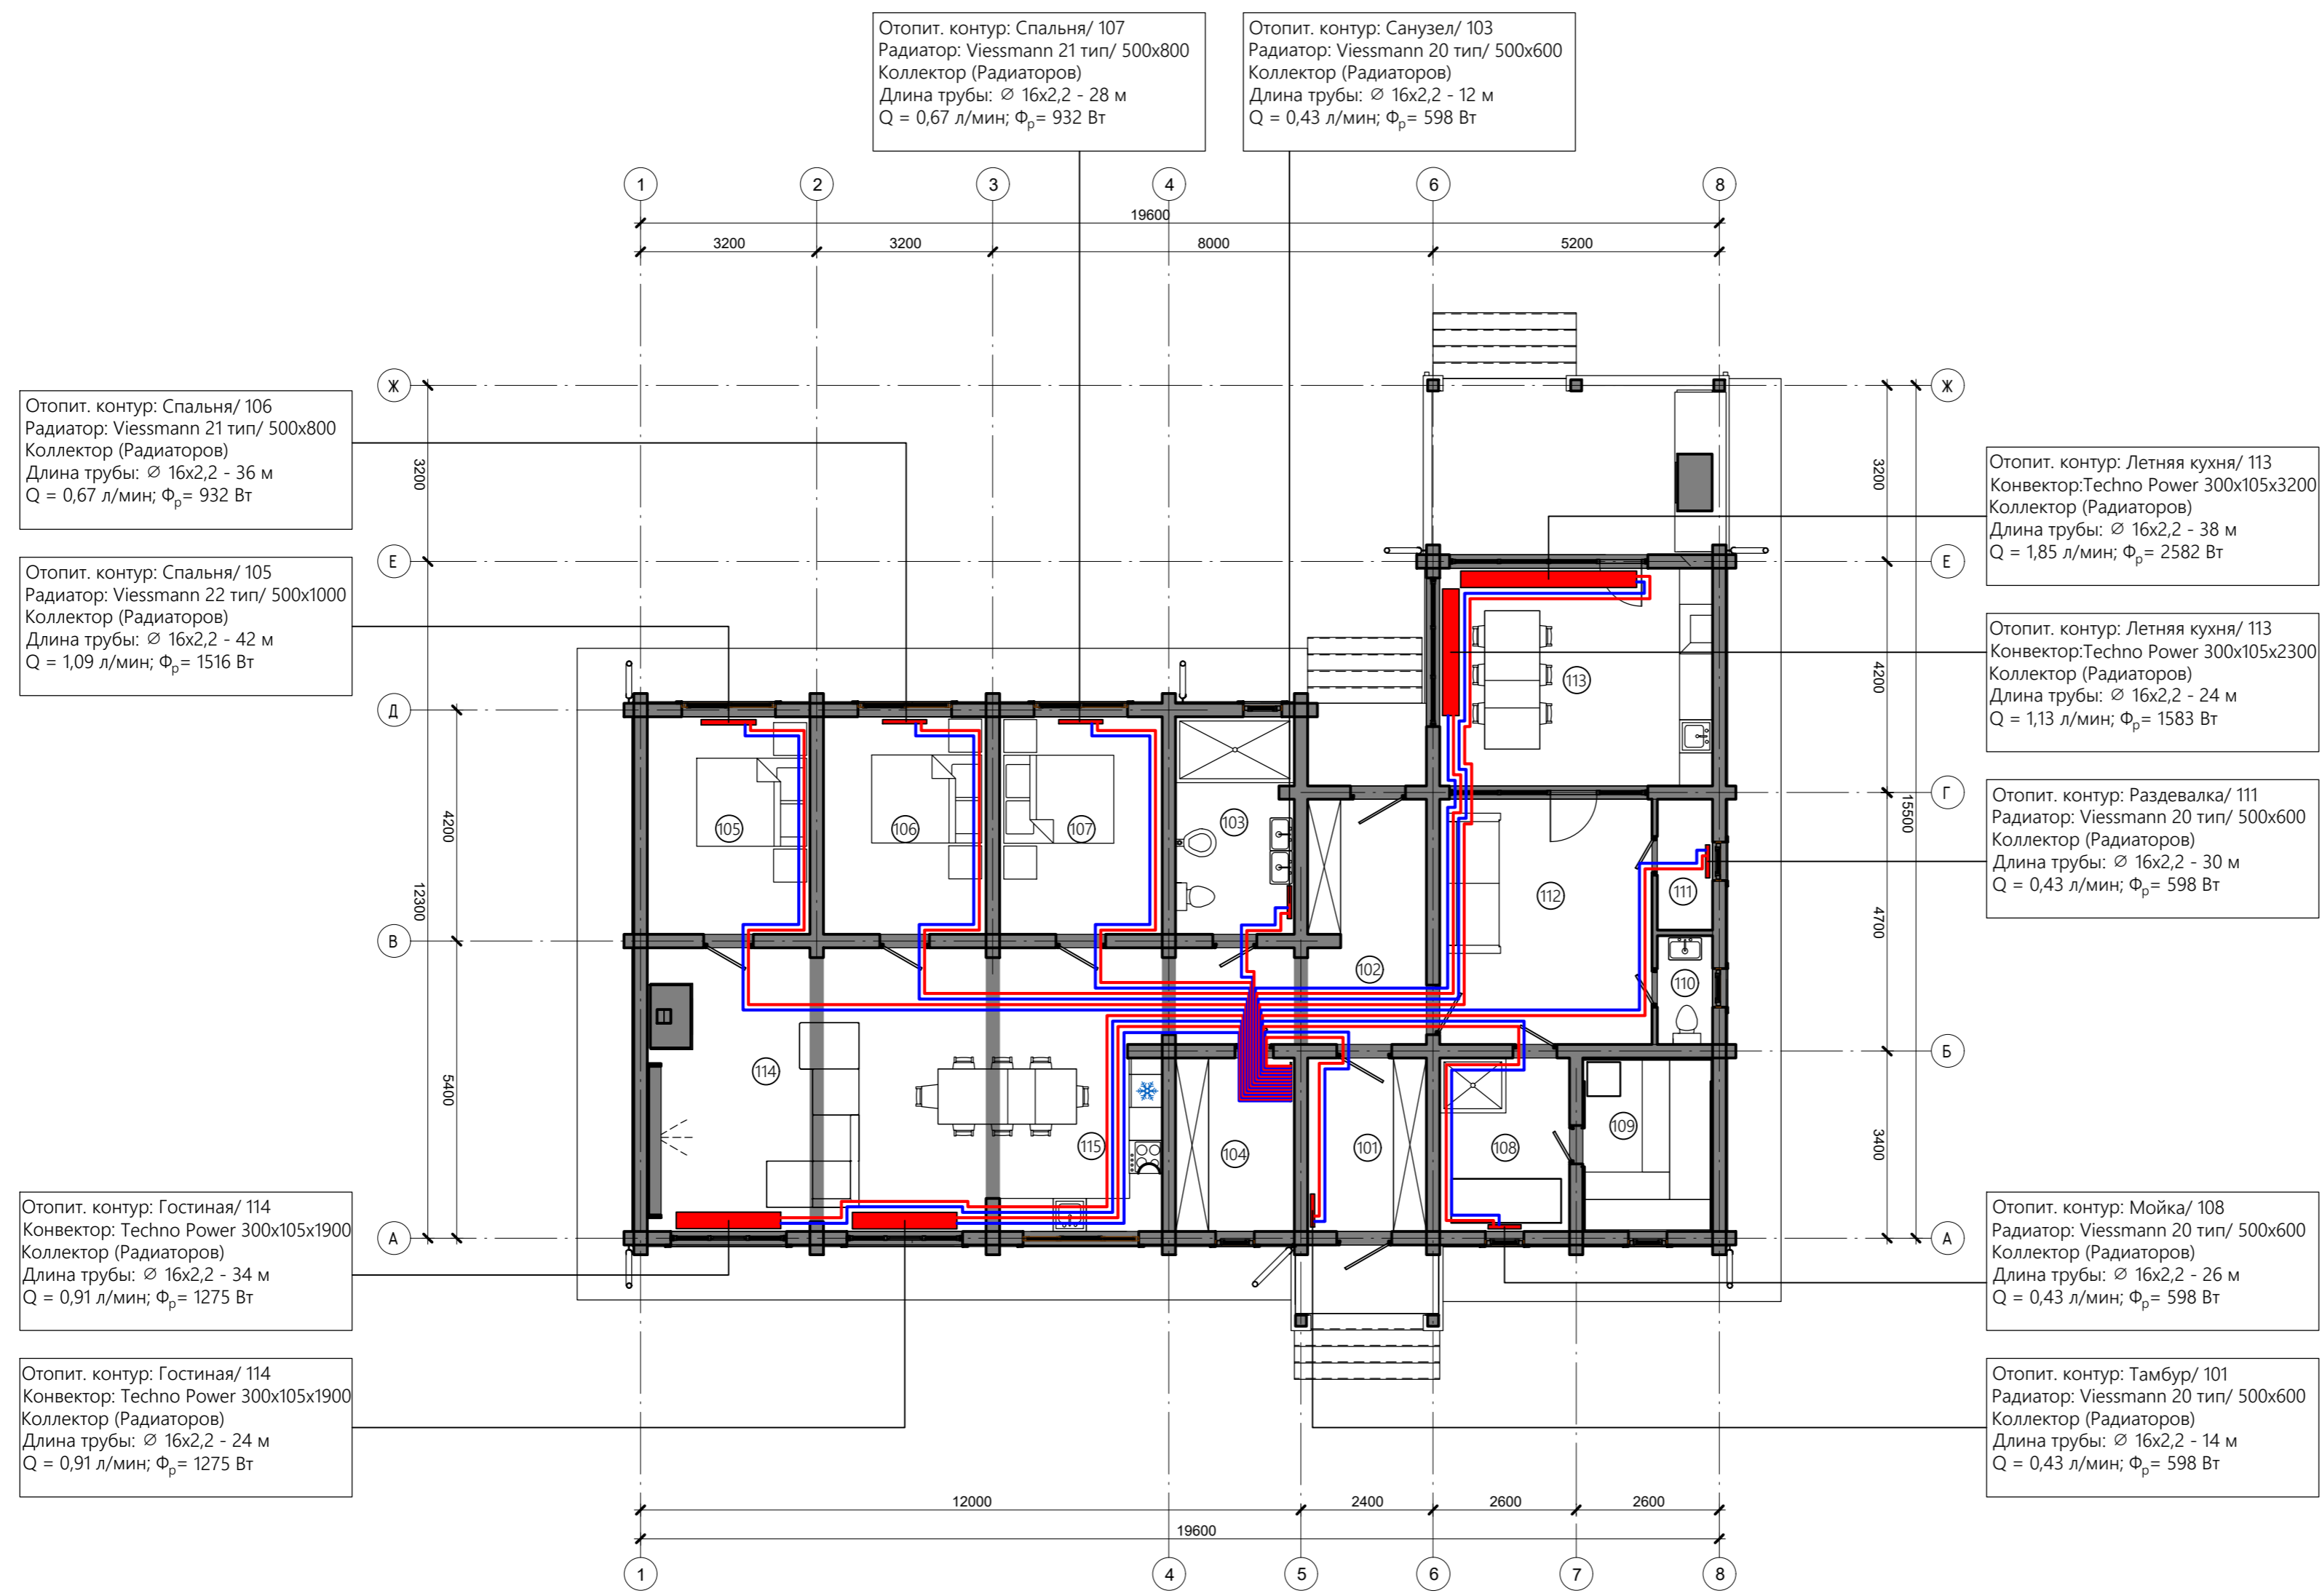 Отопит. контур: Спальня/ 107
Радиатор: Viessmann 21 тип/ 500x800
Коллектор (Радиаторов)
Длина трубы: ∅ 16x2,2 - 28 м
Q = 0,67 л/мин; Фр= 932 Вт
Отопит. контур: Санузел/ 103
Радиатор: Viessmann 20 тип/ 500x600
Коллектор (Радиаторов)
Длина трубы: ∅ 16x2,2 - 12 м
Q = 0,43 л/мин; Фр= 598 Вт
1
2
3
4
6
8
19600
3200
3200
8000
5200
Ж
Ж
Отопит. контур: Спальня/ 106
Радиатор: Viessmann 21 тип/ 500x800
Коллектор (Радиаторов)
Длина трубы: ∅ 16x2,2 - 36 м
Q = 0,67 л/мин; Фр= 932 Вт
3200
3200
Отопит. контур: Летняя кухня/ 113
Конвектор:Techno Power 300x105x3200
Коллектор (Радиаторов)
Длина трубы: ∅ 16x2,2 - 38 м
Q = 1,85 л/мин; Фр= 2582 Вт
Е
Е
Отопит. контур: Спальня/ 105
Радиатор: Viessmann 22 тип/ 500x1000
Коллектор (Радиаторов)
Длина трубы: ∅ 16x2,2 - 42 м
Q = 1,09 л/мин; Фр= 1516 Вт
Отопит. контур: Летняя кухня/ 113
Конвектор:Techno Power 300x105x2300
Коллектор (Радиаторов)
Длина трубы: ∅ 16x2,2 - 24 м
Q = 1,13 л/мин; Фр= 1583 Вт
4200
113
Д
Г
15500
4200
105
106
107
103
Отопит. контур: Раздевалка/ 111
Радиатор: Viessmann 20 тип/ 500x600
Коллектор (Радиаторов)
Длина трубы: ∅ 16x2,2 - 30 м
Q = 0,43 л/мин; Фр= 598 Вт
111
112
12300
4700
В
102
110
Б
114
5400
115
104
101
108
109
3400
Отопит. контур: Гостиная/ 114
Конвектор: Techno Power 300x105x1900
Коллектор (Радиаторов)
Длина трубы: ∅ 16x2,2 - 34 м
Q = 0,91 л/мин; Фр= 1275 Вт
А
А
Отопит. контур: Мойка/ 108
Радиатор: Viessmann 20 тип/ 500x600
Коллектор (Радиаторов)
Длина трубы: ∅ 16x2,2 - 26 м
Q = 0,43 л/мин; Фр= 598 Вт
Отопит. контур: Гостиная/ 114
Конвектор: Techno Power 300x105x1900
Коллектор (Радиаторов)
Длина трубы: ∅ 16x2,2 - 24 м
Q = 0,91 л/мин; Фр= 1275 Вт
Отопит. контур: Тамбур/ 101
Радиатор: Viessmann 20 тип/ 500x600
Коллектор (Радиаторов)
Длина трубы: ∅ 16x2,2 - 14 м
Q = 0,43 л/мин; Фр= 598 Вт
12000
2400
2600
2600
19600
1
4
5
6
7
8